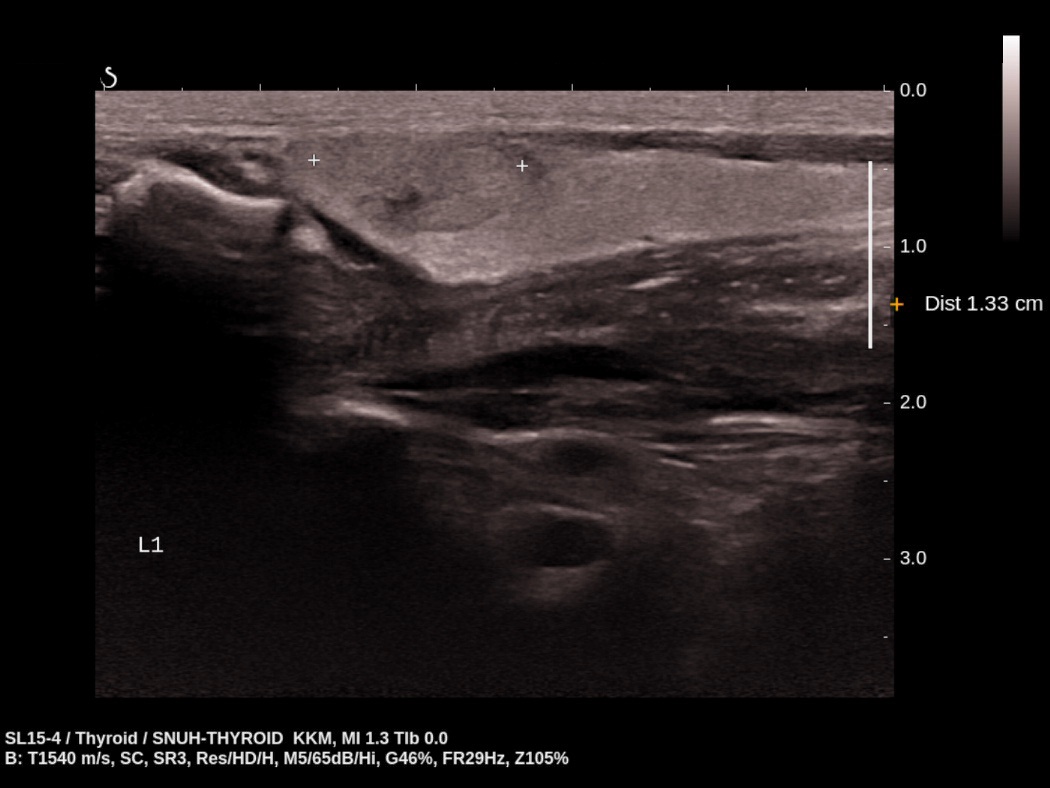 S
0.0
1.0
Dist 1.33 cm
2.0
L1
3.0
SL15-4 / Thyroid / SNUH-THYROID KKM, MI 1.3 TIb 0.0
B: T1540 m/s, SC, SR3, Res/HD/H, M5/65dB/Hi, G46%, FR29Hz, Z105%